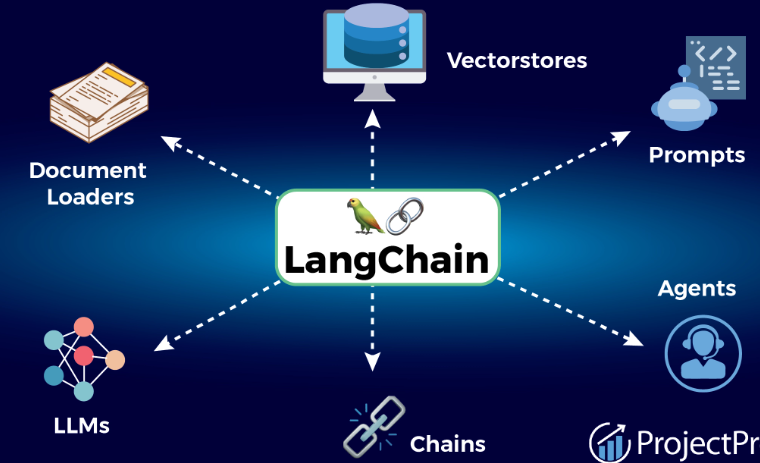 Vectorstores
Document
Loaders
Prompts
LangChain
Agents
LLMs
Chains
ProjectPr